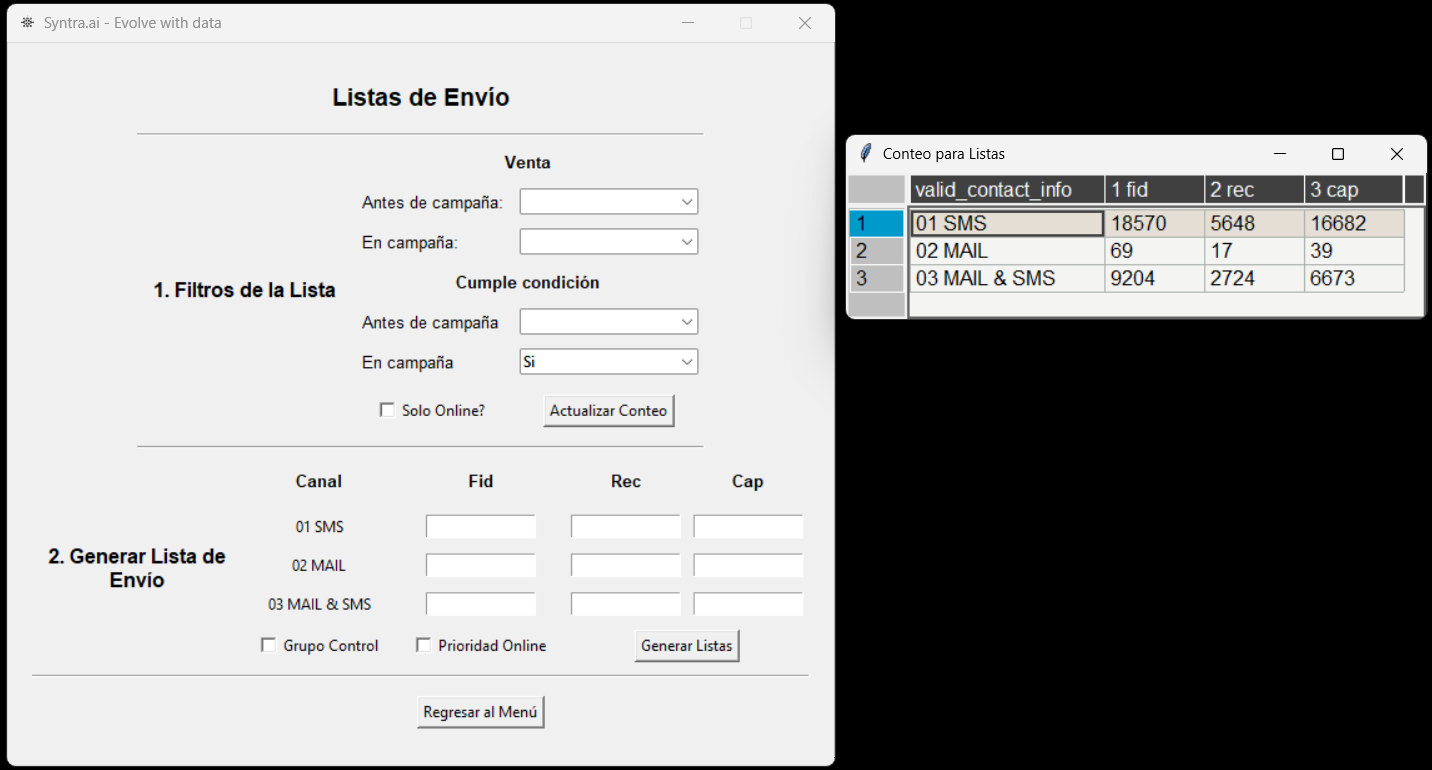 Syntra.ai - Evolve with data
Listas de Envío
Venta
Antes de campaña:
En campaña:
1. Filtros de la Lista
Cumple condición
Antes de campaña
En campaña Si
Solo Online? Actualizar Conteo
Canal Fid Rec Cap
01 SMS
02 MAIL
2. Generar Lista de
Envío
03 MAIL & SMS
Grupo Control Prioridad Online Generar Listas
Regresar al Menú
Conteo para Listas
valid_contact_info 1 fid 2 rec 3 cap
1 01 SMS 18570 5648 16682
2 02 MAIL 69 17 39
3 03 MAIL & SMS 9204 2724 6673